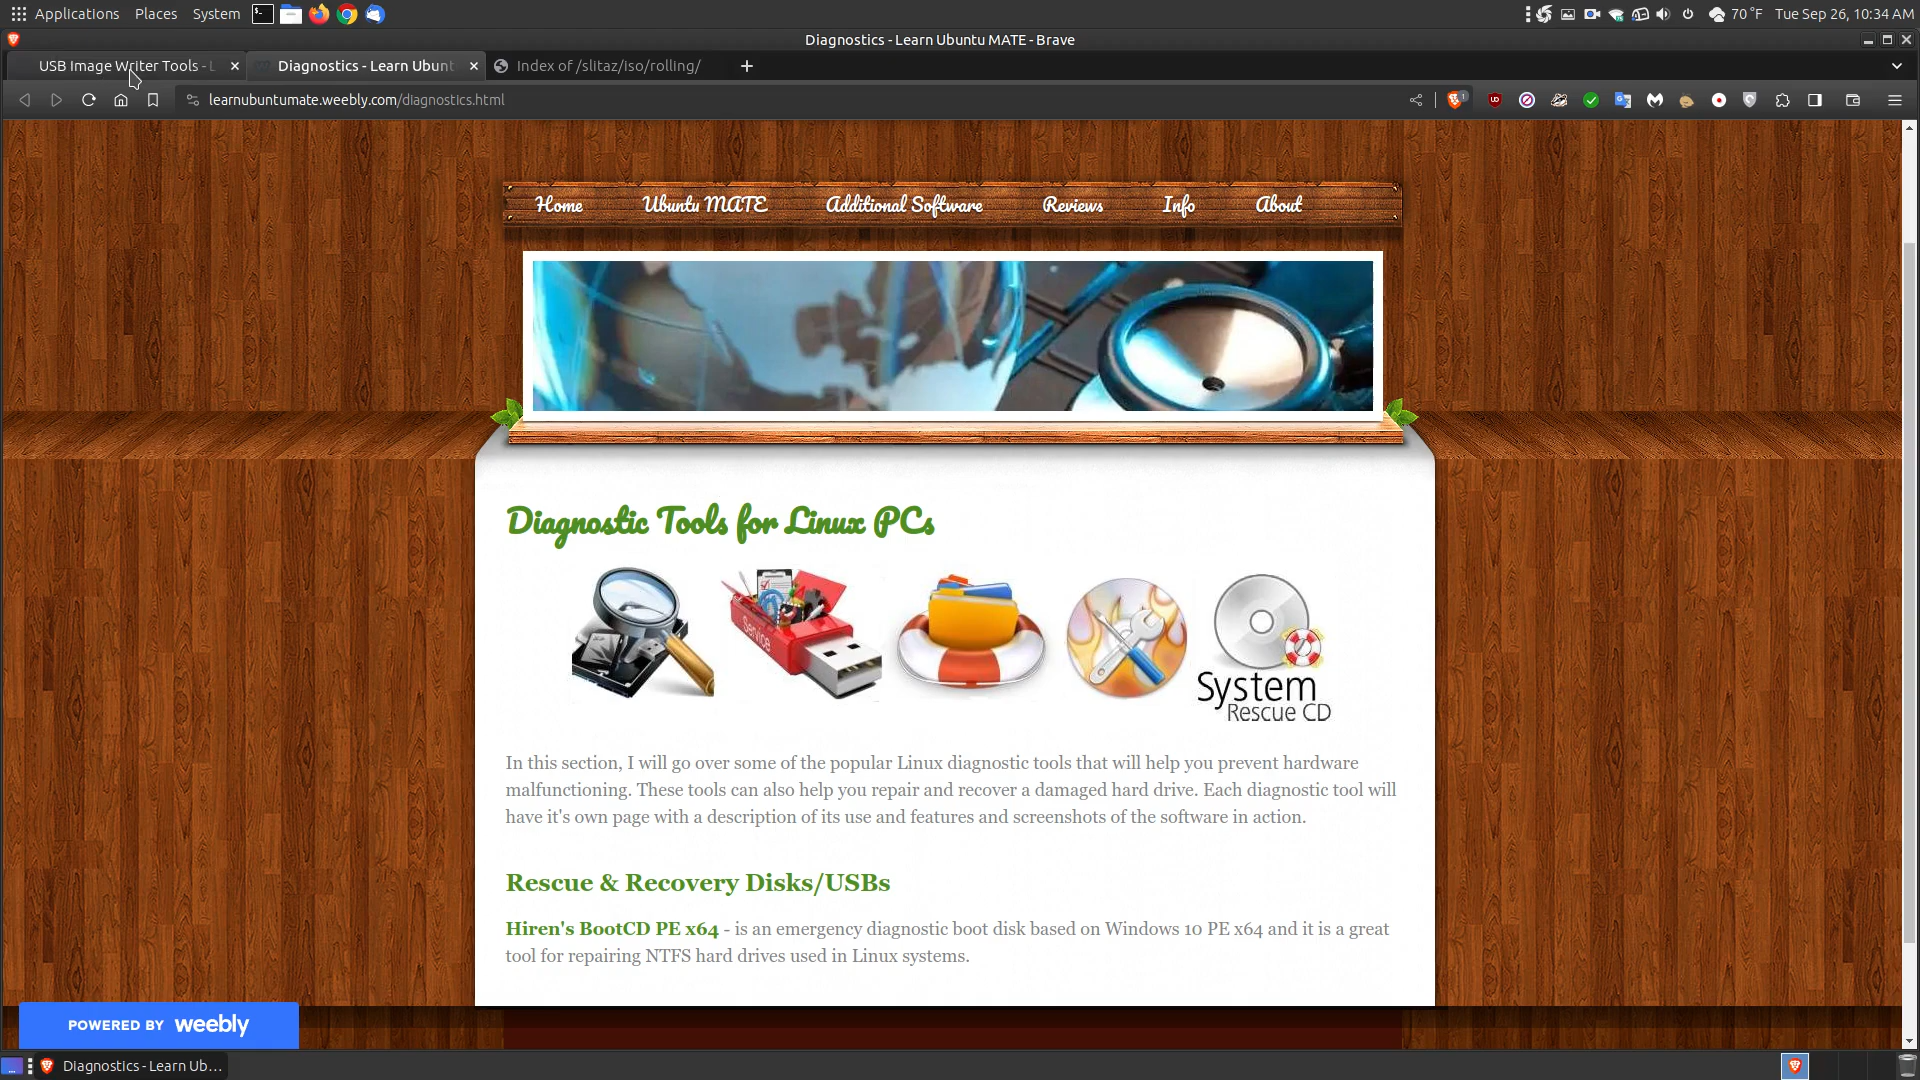 Applications Places System 70 °F Tue Sep 26, 10:34 AM
Diagnostics - Learn Ubuntu MATE - Brave
USB Image Writer Tools - L
Diagnostics - Learn Ubunt
Index of /slitaz/iso/rolling/
learnubuntumate.weebly.com/diagnostics.html
Home Ubuntu MATE Additional Software Reviews Info About
Diagnostic Tools for Linux PCs
Service
System
Rescue CD
In this section, I will go over some of the popular Linux diagnostic tools that will help you prevent hardware
malfunctioning. These tools can also help you repair and recover a damaged hard drive. Each diagnostic tool will
have it's own page with a description of its use and features and screenshots of the software in action.
Rescue & Recovery Disks/USBs
Hiren's BootCD PE x64 - is an emergency diagnostic boot disk based on Windows 10 PE x64 and it is a great
tool for repairing NTFS hard drives used in Linux systems.
POWERED BY weebly
Diagnostics - Learn Ub...